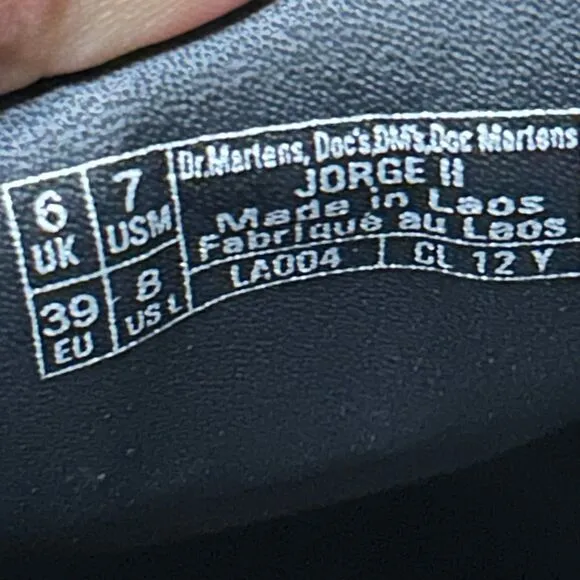 6 UK
7 USM
39 EU
8 US L
Dr.Martens, Doc's,DM's,Doc Martens
JORGE II
Made in Laos
Fabriqué au Laos
LA004
CL 12 Y